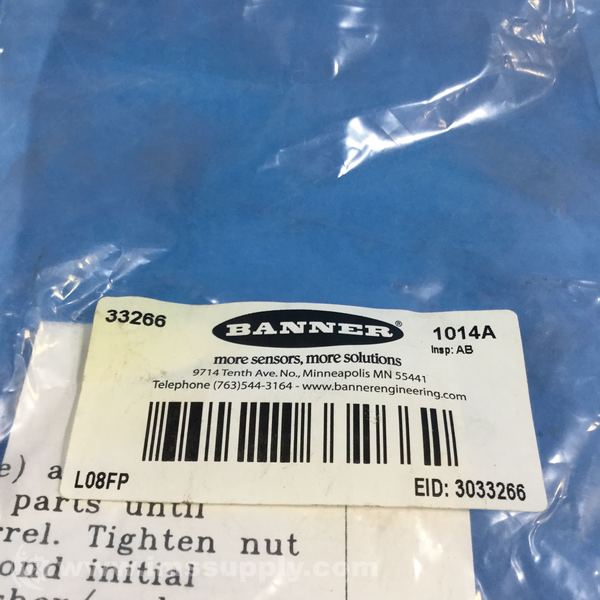 33266
BANNER®
1014A
Insp: AB
more sensors, more solutions
9714 Tenth Ave. No., Minneapolis MN 55441
Telephone (763)544-3164 - www.bannerengineering.com
L08FP
EID: 3033266
e) a
parts until
rrel. Tighten nut
ond initial